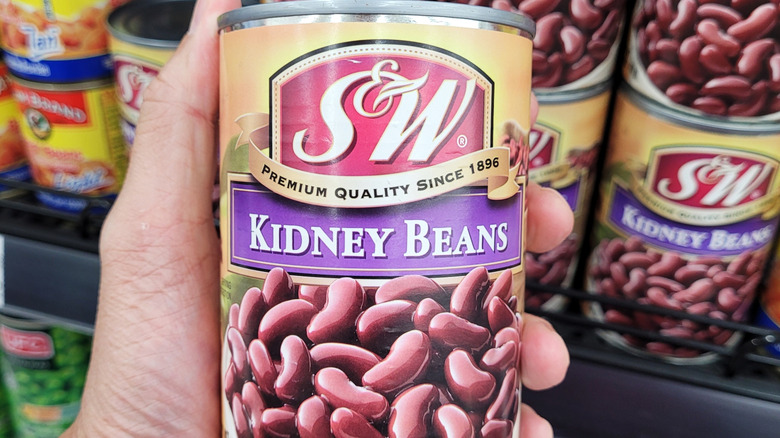 S&W®
PREMIUM QUALITY SINCE 1896
KIDNEY BEANS
S&W
KIDNEY BEANS